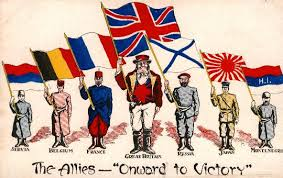 H.I.
SERVIA BELGIUM FRANCE GREAT BRITAIN RUSSIA JAPAN MONTENEGRO
The Allies — "Onward to Victory"